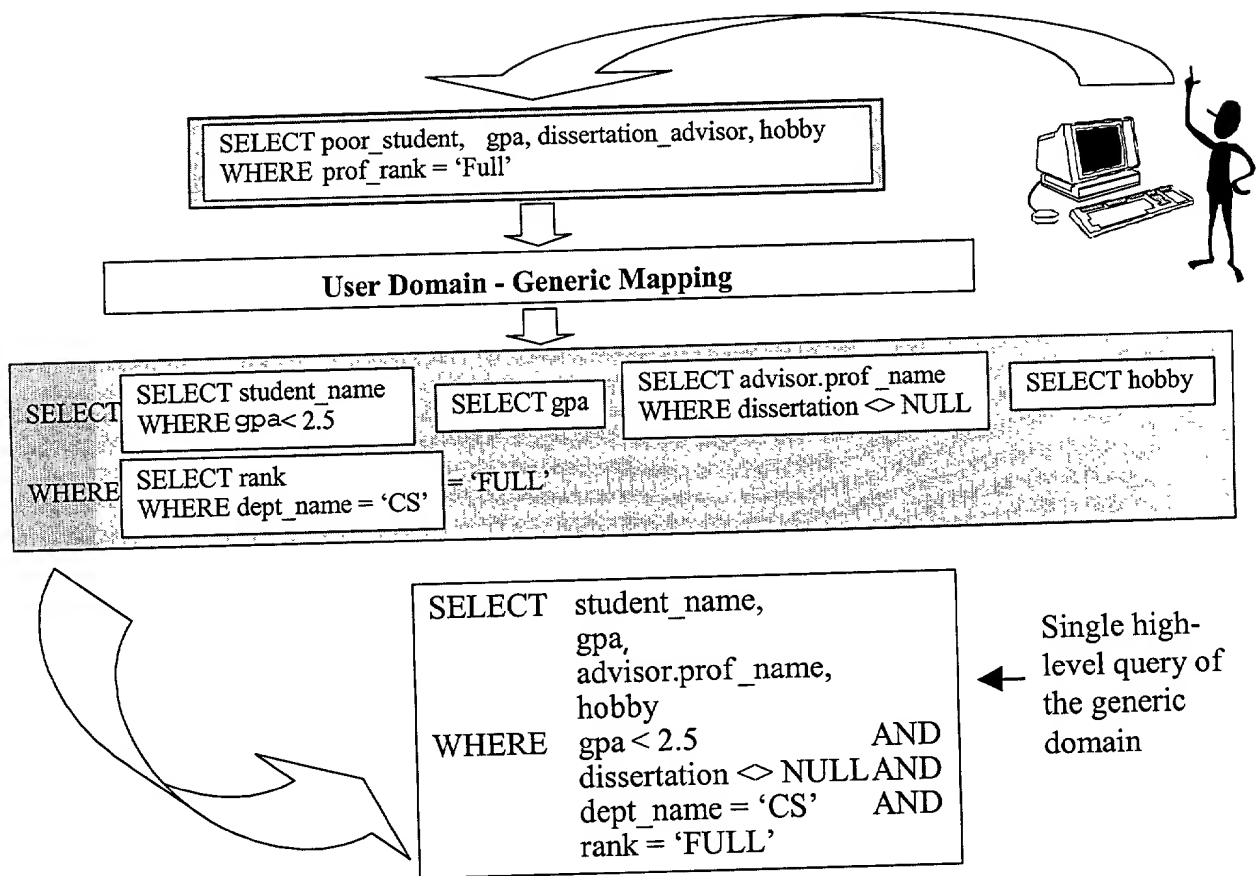 SELECT poor_student, gpa, dissertation_advisor, hobby
WHERE prof_rank = ‘Full’
User Domain - Generic Mapping
SELECT
SELECT student_name
WHERE gpa< 2.5
SELECT gpa
SELECT advisor.prof_name
WHERE dissertation <> NULL
SELECT hobby
WHERE
SELECT rank
WHERE dept_name = ‘CS’
= ‘FULL’
SELECT student_name,
gpa,
advisor.prof_name,
hobby
WHERE gpa < 2.5 AND
dissertation <> NULL AND
dept_name = ‘CS’ AND
rank = ‘FULL’
Single high-
level query of
the generic
domain